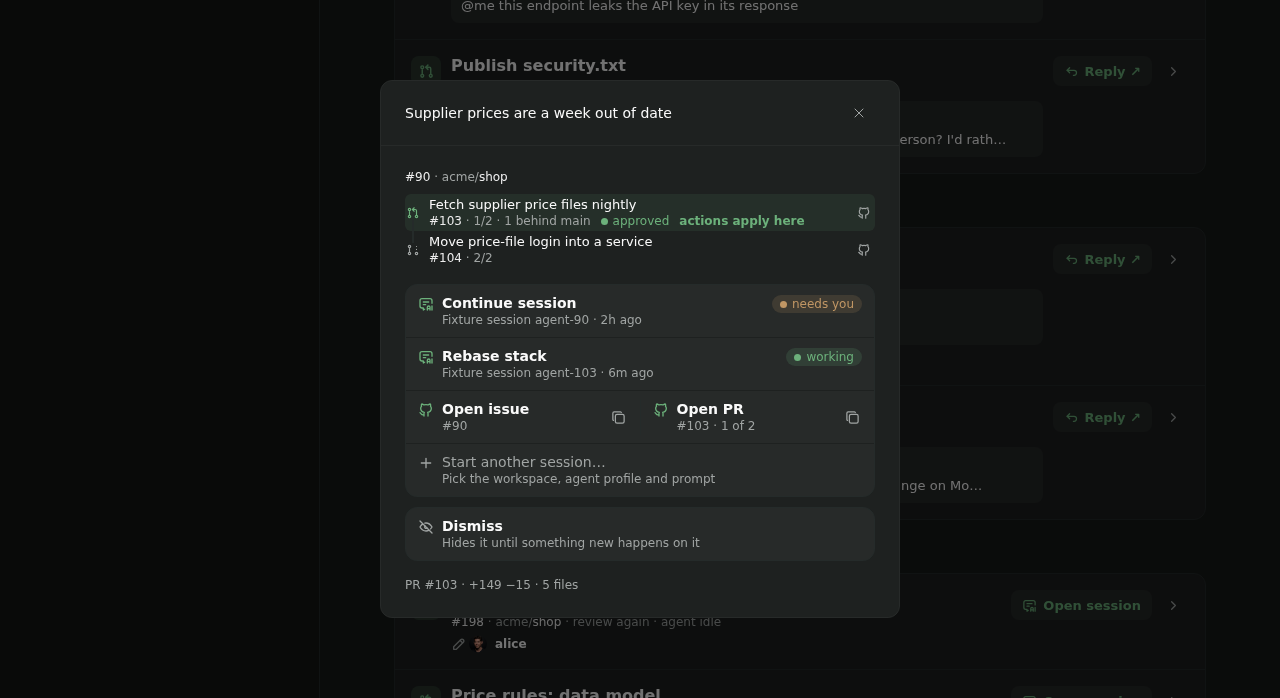 @me this endpoint leaks the API key in its response
Publish security.txt
Reply ↗
erson? I'd rath…
Supplier prices are a week out of date
#90 · acme/shop
Fetch supplier price files nightly
#103 · 1/2 · 1 behind main ● approved actions apply here
Move price-file login into a service
#104 · 2/2
Reply ↗
Continue session
needs you
Fixture session agent-90 · 2h ago
Rebase stack
working
Fixture session agent-103 · 6m ago
Open issue
#90
Open PR
#103 · 1 of 2
Reply ↗
Start another session…
Pick the workspace, agent profile and prompt
nge on Mo…
Dismiss
Hides it until something new happens on it
PR #103 · +149 −15 · 5 files
Open session
#198 · acme/shop · review again · agent idle
alice
Price rules: data model